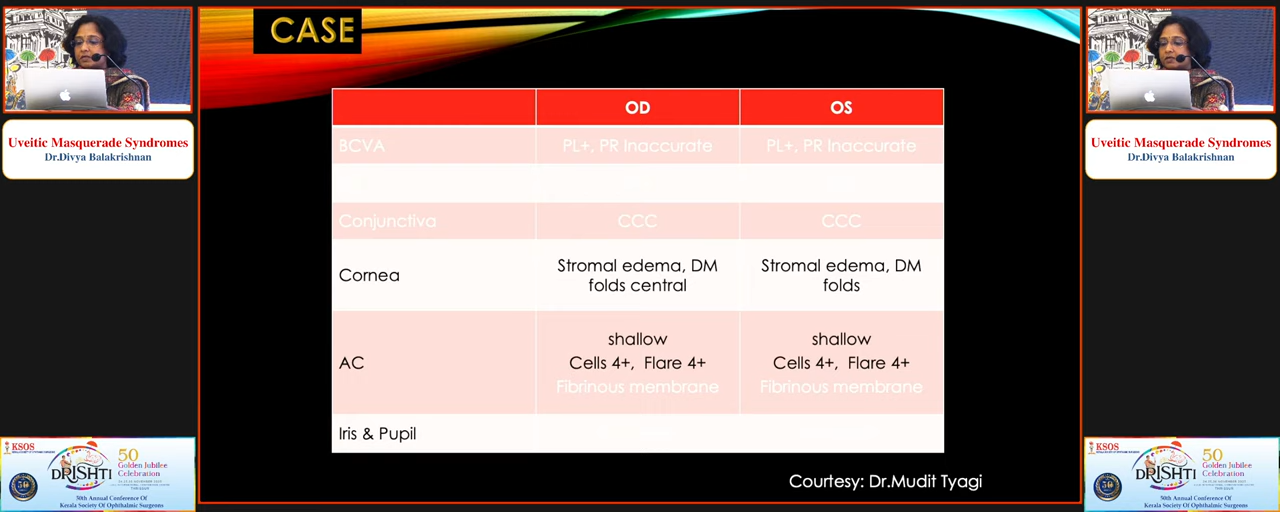 CASE
OD OS
BCVA PL+, PR Inaccurate PL+, PR Inaccurate
Conjunctiva CCC CCC
Cornea Stromal edema, DM folds central Stromal edema, DM folds
AC shallow shallow
Cells 4+, Flare 4+ Cells 4+, Flare 4+
Fibrinous membrane Fibrinous membrane
Iris & Pupil
Courtesy: Dr.Mudit Tyagi
Uveitic Masquerade Syndromes
Dr.Divya Balakrishnan
Uveitic Masquerade Syndromes
Dr.Divya Balakrishnan
KSOS
DRISHTI
50
Golden Jubilee
Celebration
50th Annual Conference Of
Kerala Society Of Ophthalmic Surgeons
KSOS
DRISHTI
50
Golden Jubilee
Celebration
50th Annual Conference Of
Kerala Society Of Ophthalmic Surgeons